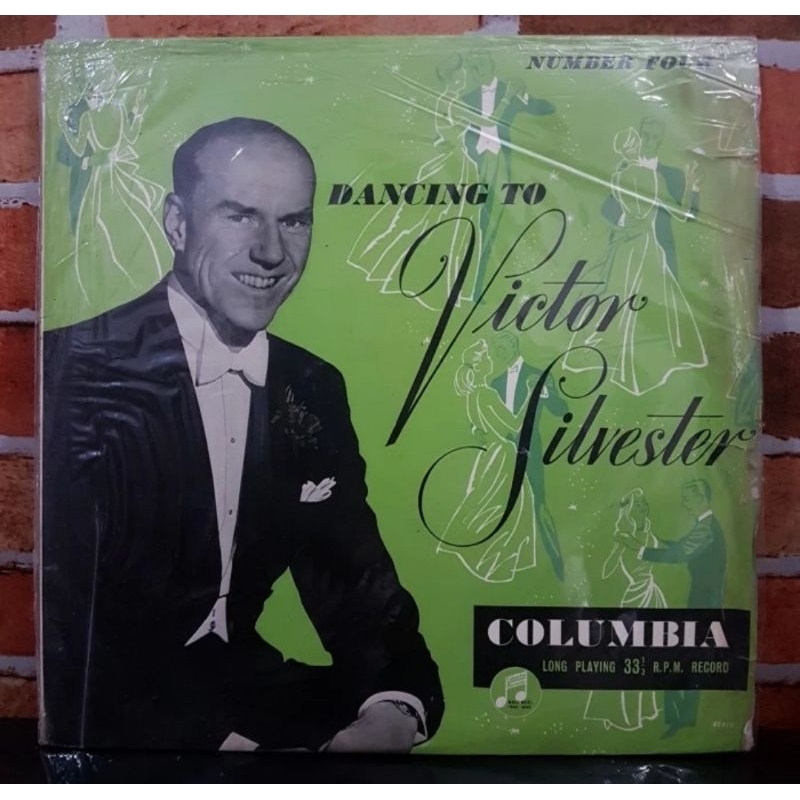 NUMBER FOUR
DANCING TO
Victor
Silvester
COLUMBIA
LONG PLAYING 33⅓ R.P.M. RECORD